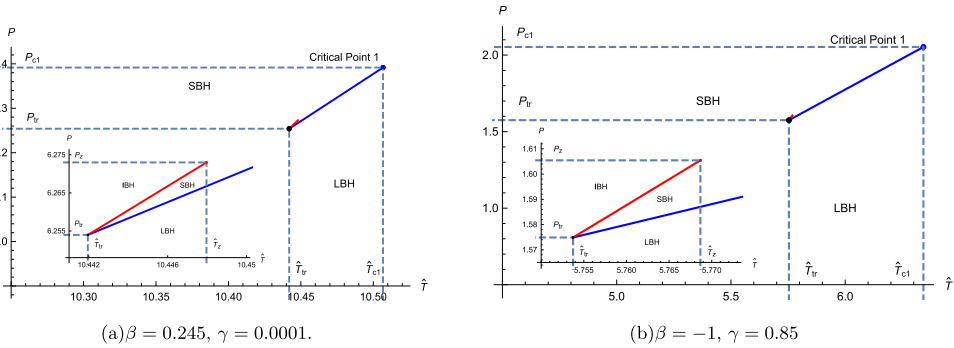 P
P_c1
Critical Point 1
SBH
P_tr
LBH
P
6.275
P_z
6.265
IBH
SBH
6.255
P_tr
LBH
T̂_tr
T̂_z
T̂
10.442
10.446
10.45
T̂_tr
T̂_c1
T̂
10.30
10.35
10.40
10.45
10.50
(a)β = 0.245, γ = 0.0001.
P
P_c1
Critical Point 1
2.0
SBH
P_tr
1.5
LBH
1.0
P
1.61
P_z
1.60
IBH
1.59
SBH
1.58
P_tr
LBH
1.57
T̂_tr
T̂_z
T̂
5.755
5.760
5.765
5.770
T̂_tr
T̂_c1
T̂
5.0
5.5
6.0
(b)β = −1, γ = 0.85